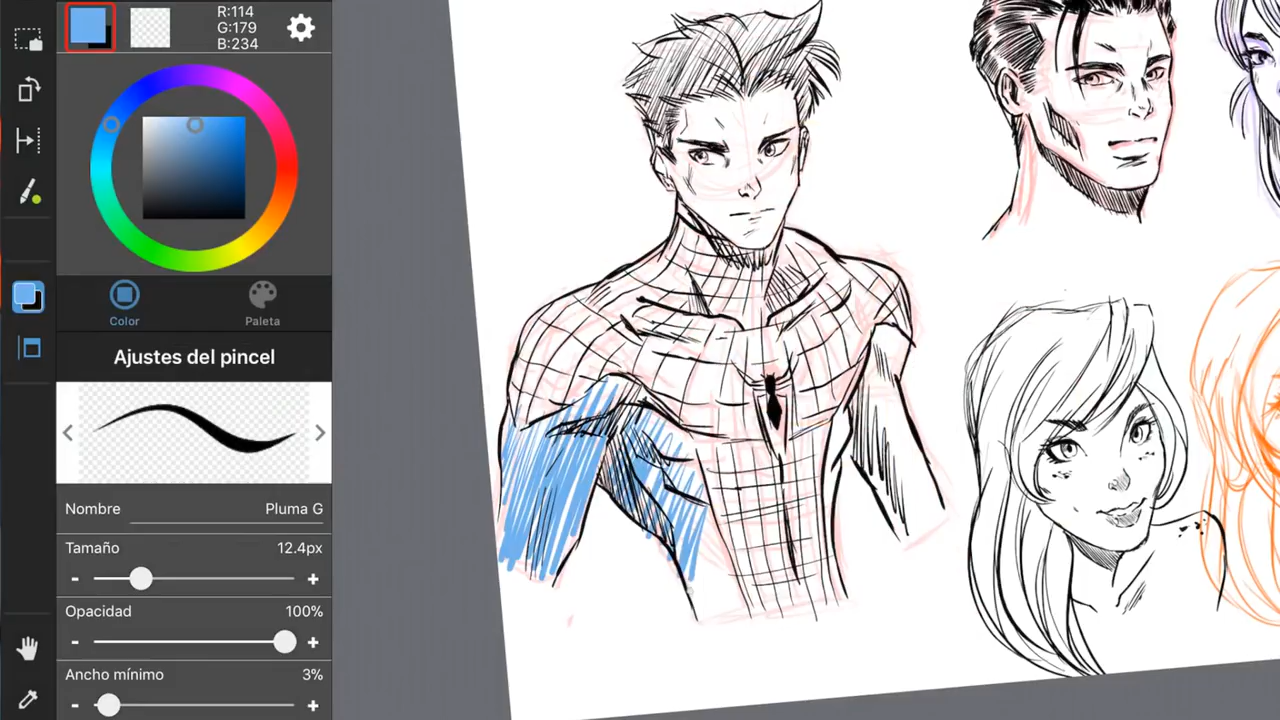 R:114
G:179
B:234
Color
Paleta
Ajustes del pincel
Nombre
Pluma G
Tamaño
12.4px
-
+
Opacidad
100%
-
+
Ancho mínimo
3%
-
+